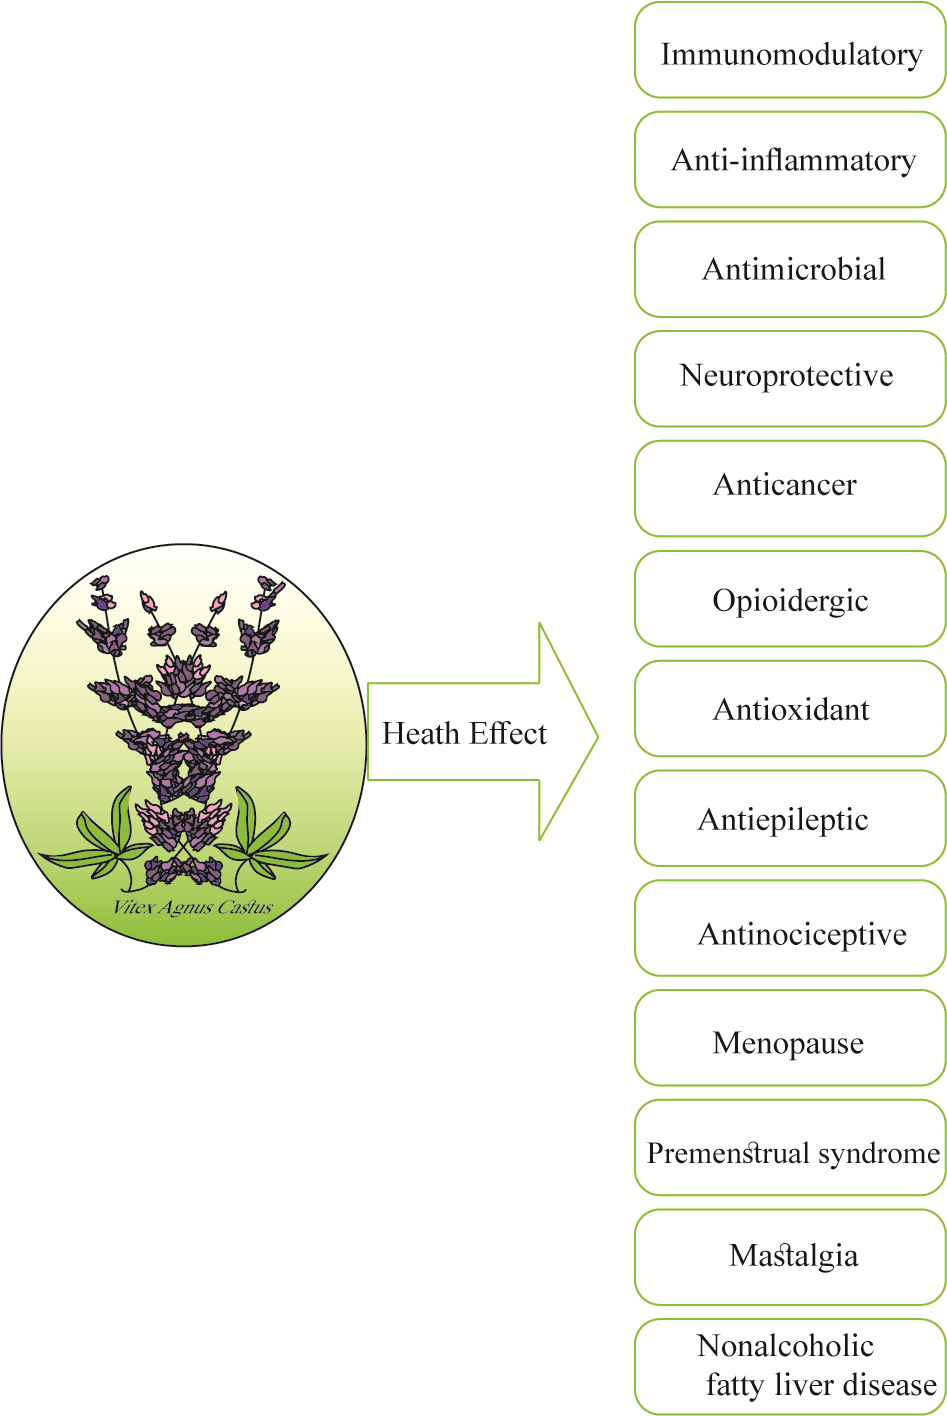 Immunomodulatory
Anti-inflammatory
Antimicrobial
Neuroprotective
Anticancer
Opioidergic
Heath Effect
Antioxidant
Antiepileptic
Vitex Agnus Castus
Antinociceptive
Menopause
Premenstrual syndrome
Mastalgia
Nonalcoholic
fatty liver disease